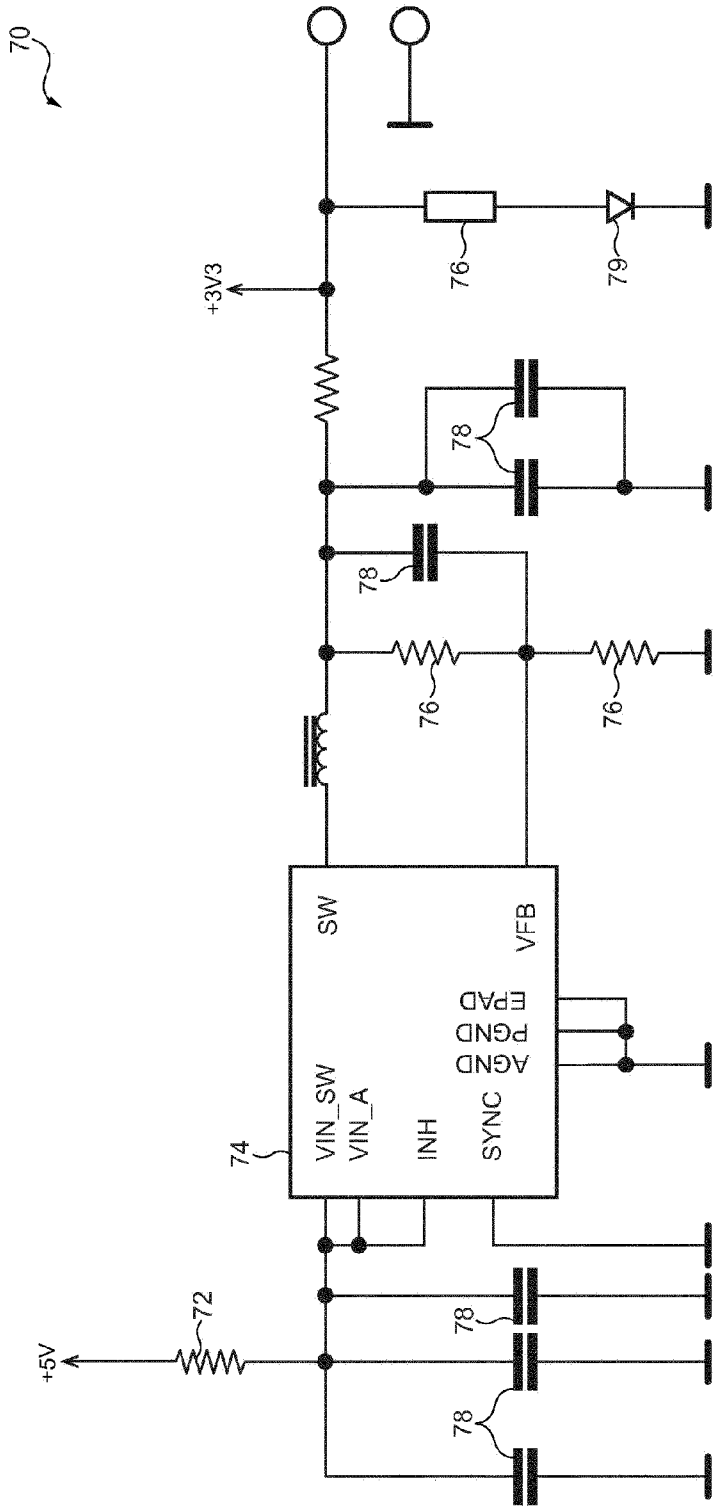 70
+5V
72
74
VIN_SW
VIN_A
INH
SYNC
AGND
PGND
EPAD
SW
VFB
78
78
76
76
78
78
+3V3
76
79